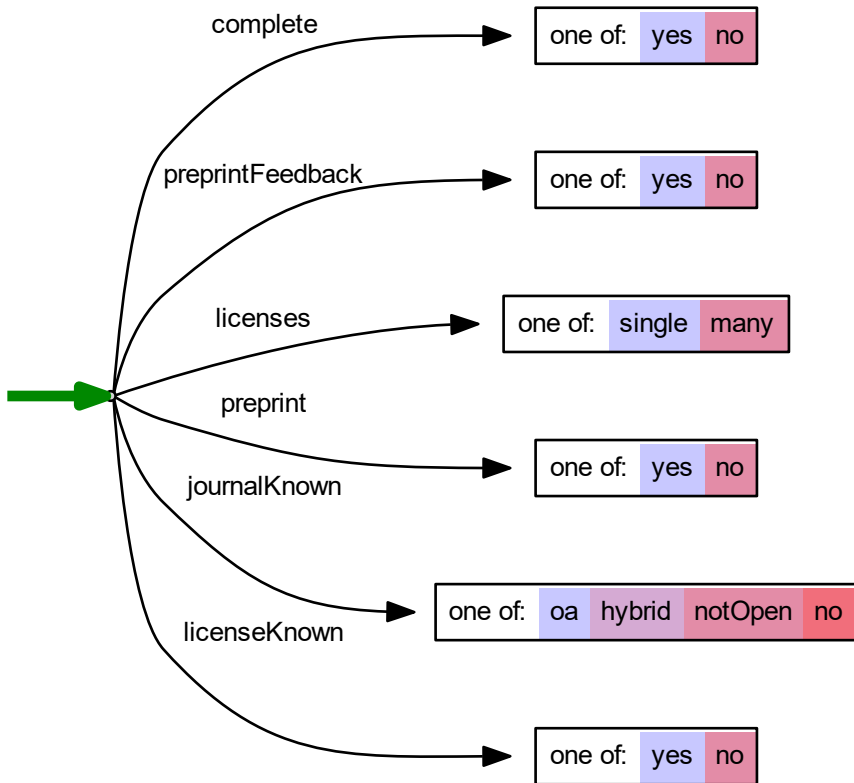 complete
one of: yes no
preprintFeedback
one of: yes no
licenses
one of: single many
preprint
one of: yes no
journalKnown
one of: oa hybrid notOpen no
licenseKnown
one of: yes no